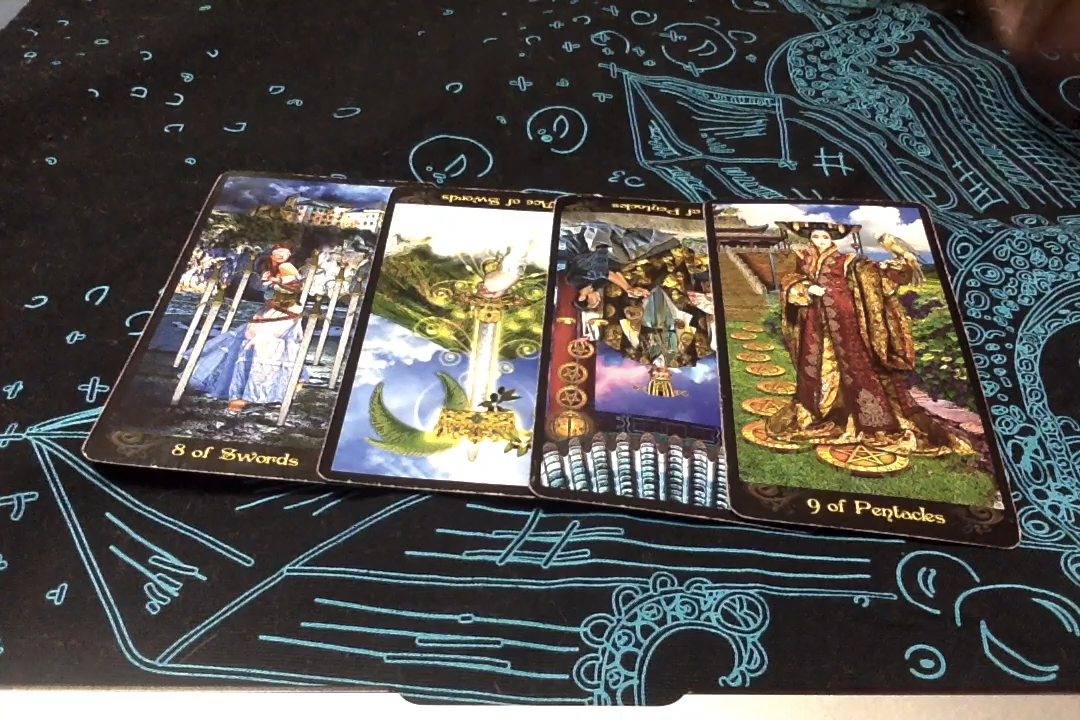 8 of Swords
Ace of Swords
of Pentacles
9 of Pentacles